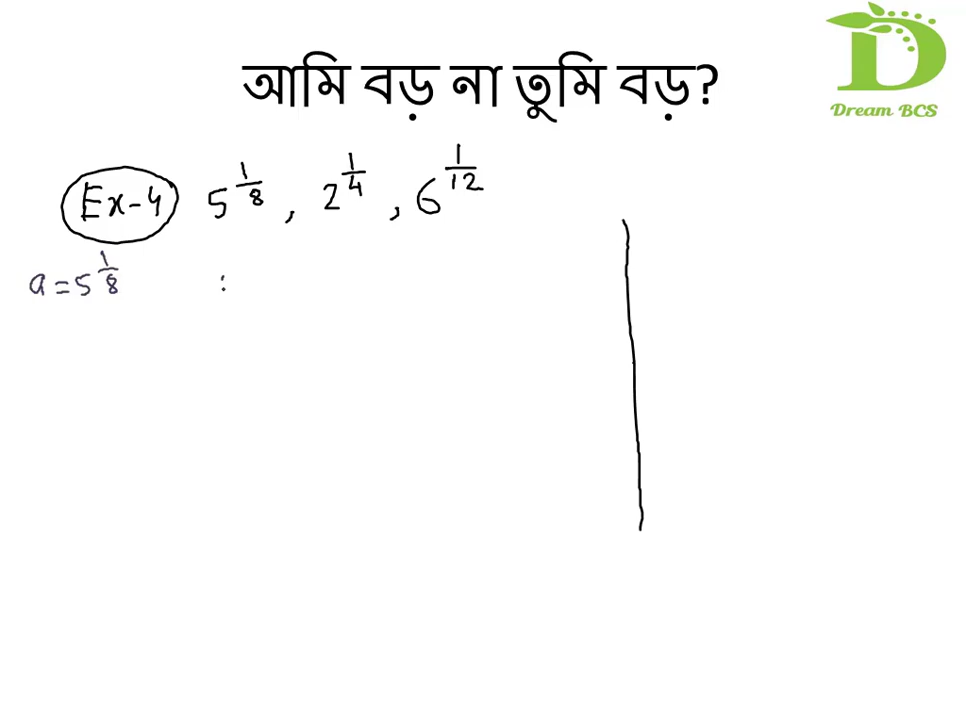 আমি বড় না তুমি বড়?
Dream BCS
Ex-4 5^{1/8}, 2^{1/4}, 6^{1/12}
a = 5^{1/8} :